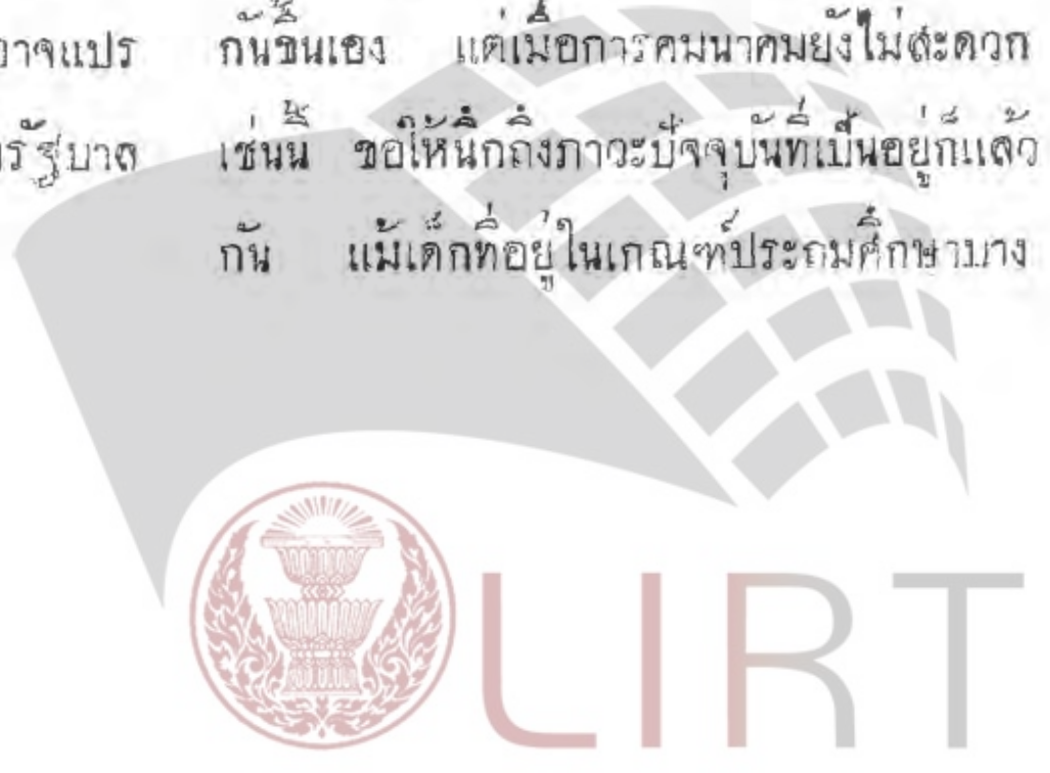 อาจแปร
รัฐบาล
กันขึ้นเอง แต่เมื่อการคมนาคมยังไม่สะดวก
เช่นนี้ ขอให้นึกถึงภาวะปัจจุบันที่เป็นอยู่ก็แล้ว
กัน แม้เด็กที่อยู่ในเกณฑ์ประถมศึกษาบาง
LIRT